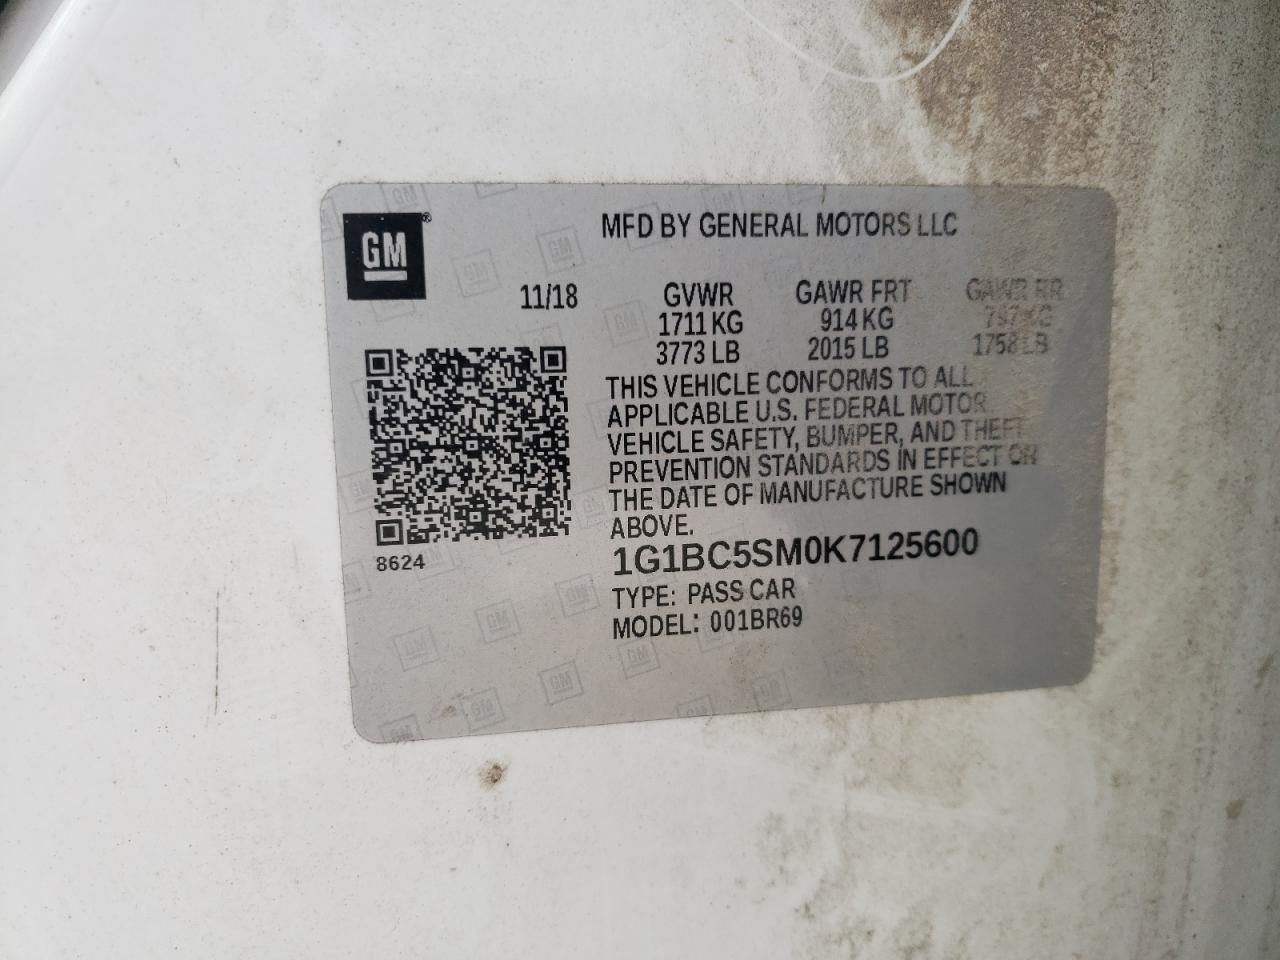 GM®
MFD BY GENERAL MOTORS LLC
11/18 GVWR GAWR FRT GAWR RR
1711 KG 914 KG 797 KG
3773 LB 2015 LB 1758 LB
THIS VEHICLE CONFORMS TO ALL
APPLICABLE U.S. FEDERAL MOTOR
VEHICLE SAFETY, BUMPER, AND THEFT
PREVENTION STANDARDS IN EFFECT ON
THE DATE OF MANUFACTURE SHOWN
ABOVE.
8624
1G1BC5SM0K7125600
TYPE: PASS CAR
MODEL: 001BR69